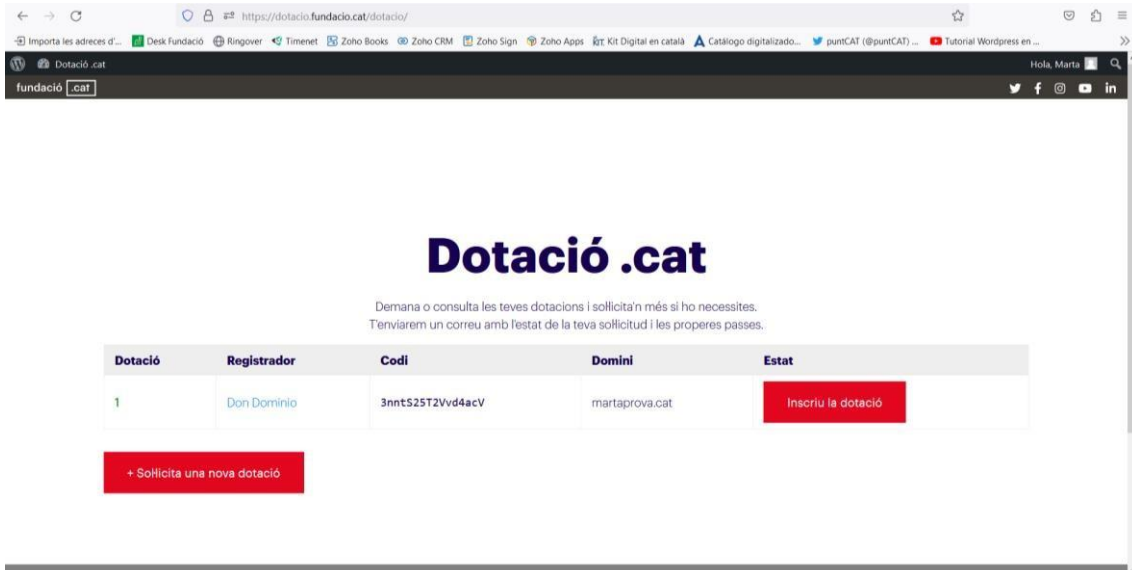 https://dotacio.fundacio.cat/dotacio/
Importa les adreces d'... Desk Fundació Ringover Timenet Zoho Books Zoho CRM Zoho Sign Zoho Apps Kit Digital en català Catálogo digitalizado... puntCAT (@puntCAT) ... Tutorial Wordpress en ...
Dotació .cat Hola, Marta
fundació .cat
Dotació .cat
Demana o consulta les teves dotacions i sol·licita'n més si ho necessites.
T'enviarem un correu amb l'estat de la teva sol·licitud i les properes passes.
Dotació Registrador Codi Domini Estat
1 Don Dominio 3nntS25T2Vvd4acV martaprova.cat Inscriu la dotació
+ Sol·licita una nova dotació